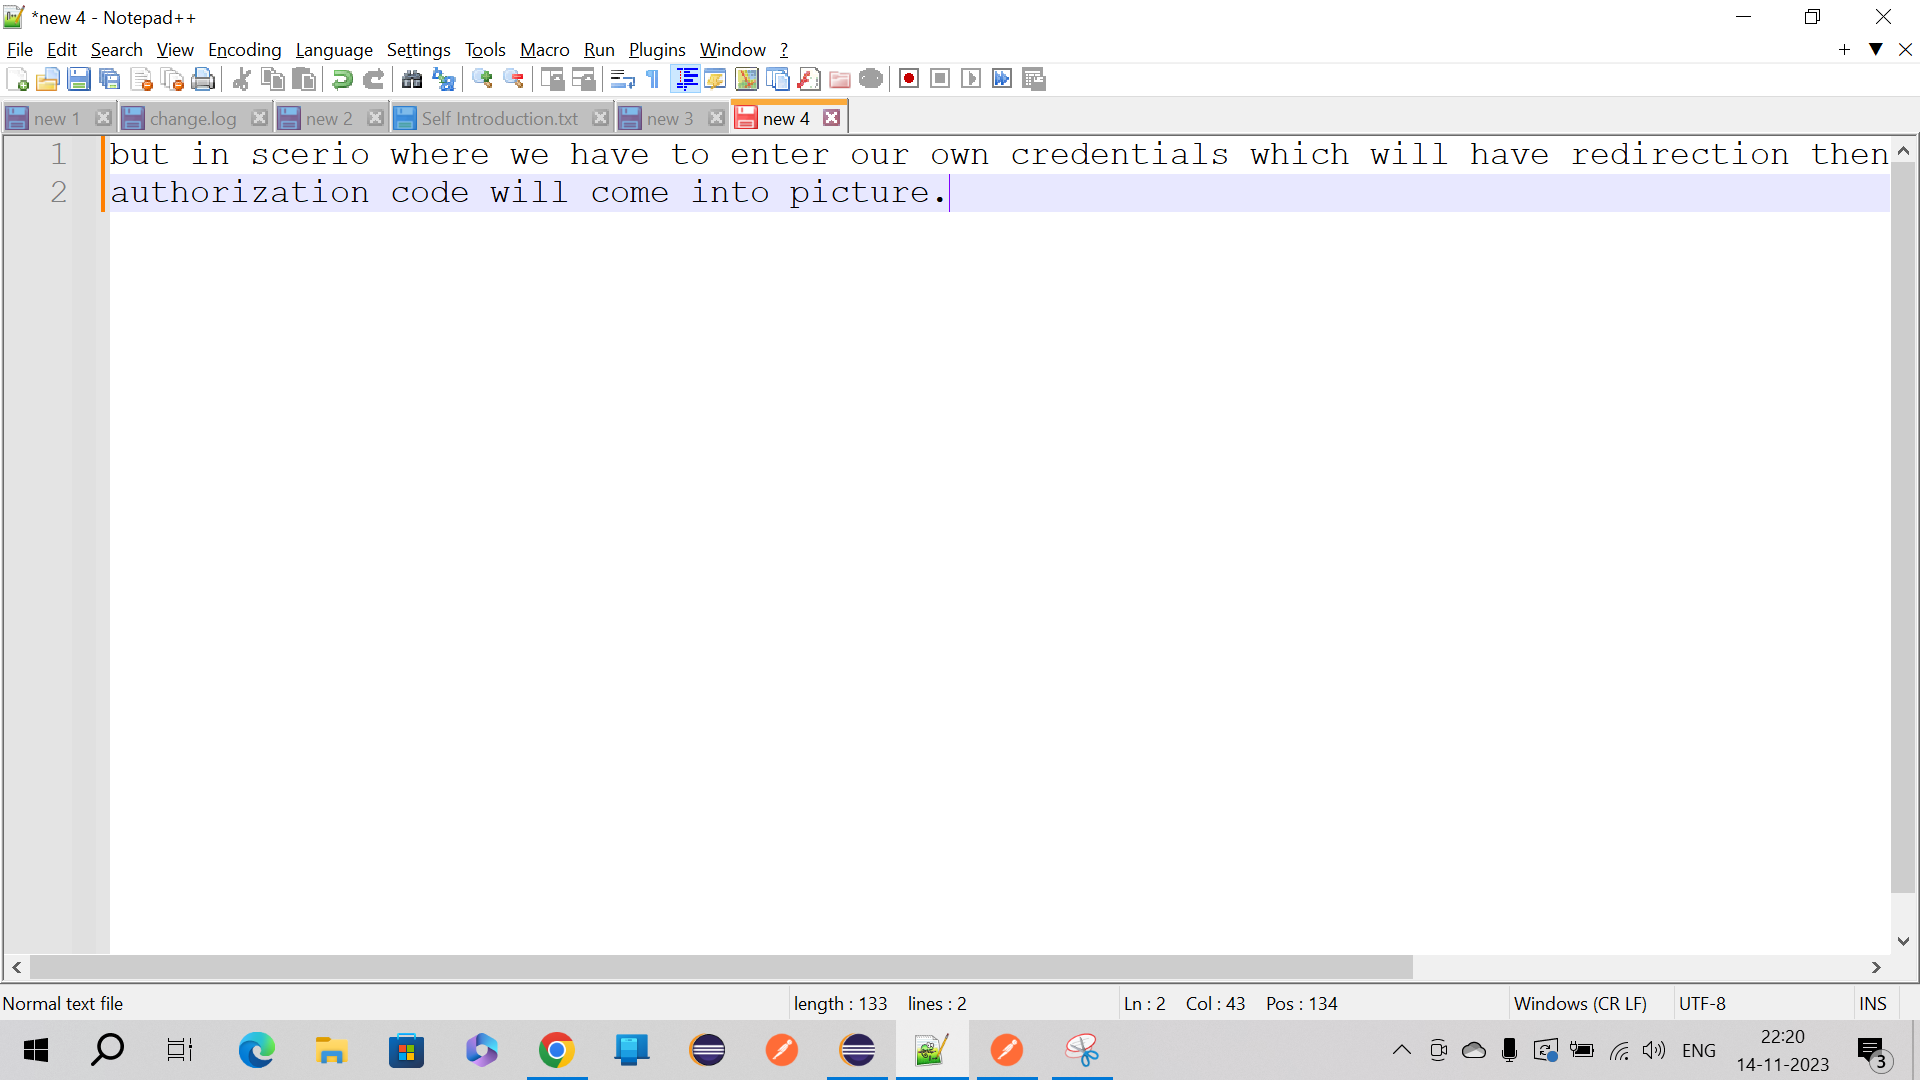 *new 4 - Notepad++
File Edit Search View Encoding Language Settings Tools Macro Run Plugins Window ?
new 1 change.log new 2 Self Introduction.txt new 3 new 4
1 but in scerio where we have to enter our own credentials which will have redirection then
2 authorization code will come into picture.
Normal text file length : 133 lines : 2 Ln : 2 Col : 43 Pos : 134 Windows (CR LF) UTF-8 INS
ENG 22:20
14-11-2023 3